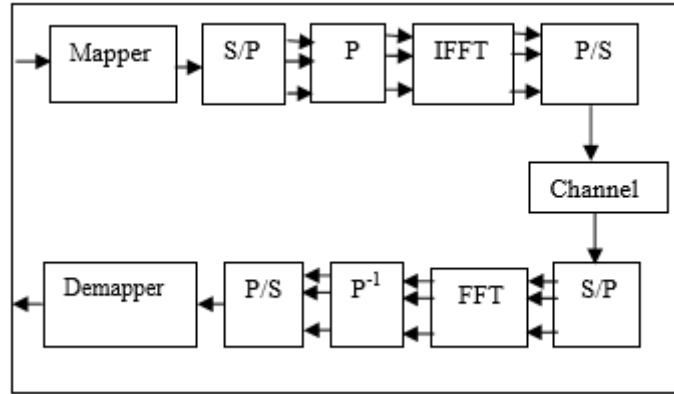 Mapper
S/P
P
IFFT
P/S
Channel
Demapper
P/S
P⁻¹
FFT
S/P